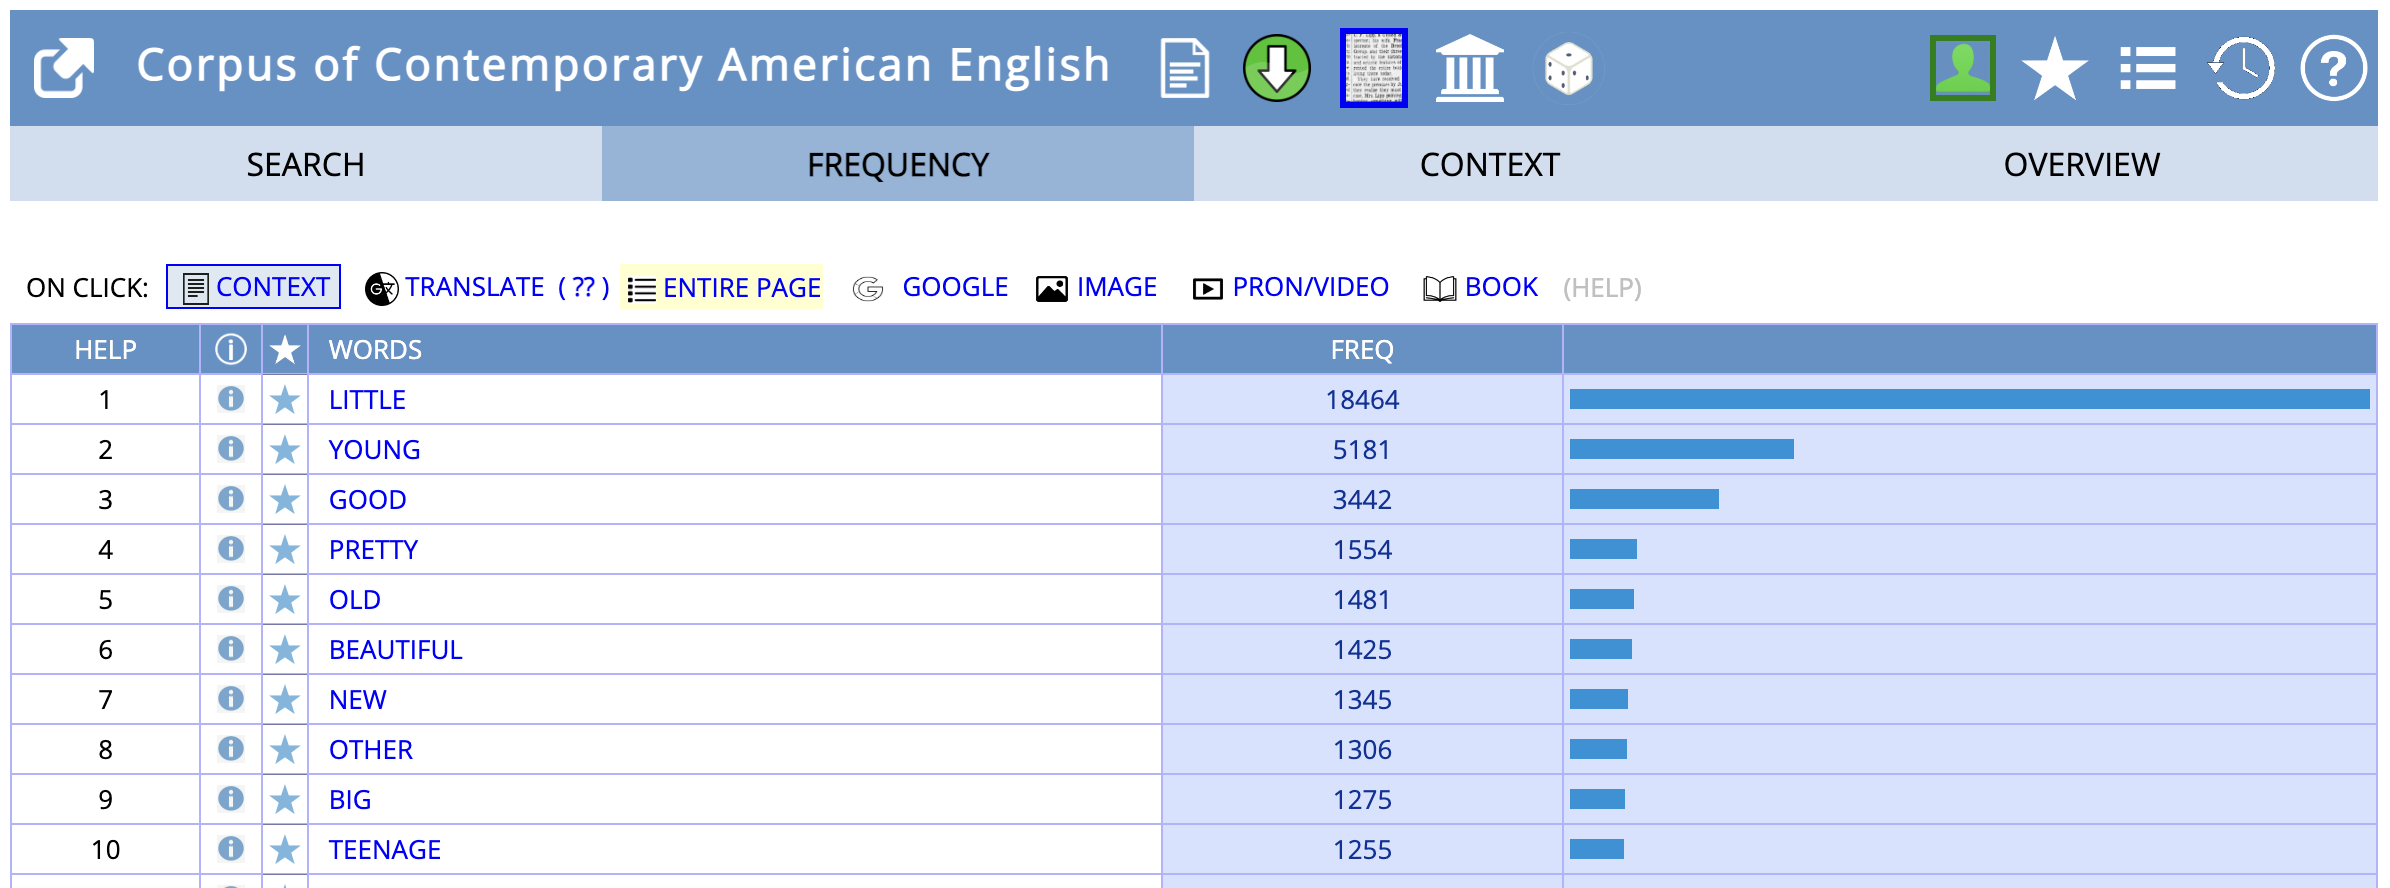 Corpus of Contemporary American English
SEARCH FREQUENCY CONTEXT OVERVIEW
ON CLICK: CONTEXT TRANSLATE ( ?? ) ENTIRE PAGE GOOGLE IMAGE PRON/VIDEO BOOK (HELP)
HELP WORDS FREQ
1 LITTLE 18464
2 YOUNG 5181
3 GOOD 3442
4 PRETTY 1554
5 OLD 1481
6 BEAUTIFUL 1425
7 NEW 1345
8 OTHER 1306
9 BIG 1275
10 TEENAGE 1255